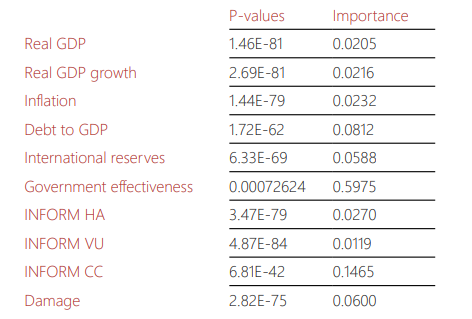 P-values Importance
Real GDP 1.46E-81 0.0205
Real GDP growth 2.69E-81 0.0216
Inflation 1.44E-79 0.0232
Debt to GDP 1.72E-62 0.0812
International reserves 6.33E-69 0.0588
Government effectiveness 0.00072624 0.5975
INFORM HA 3.47E-79 0.0270
INFORM VU 4.87E-84 0.0119
INFORM CC 6.81E-42 0.1465
Damage 2.82E-75 0.0600